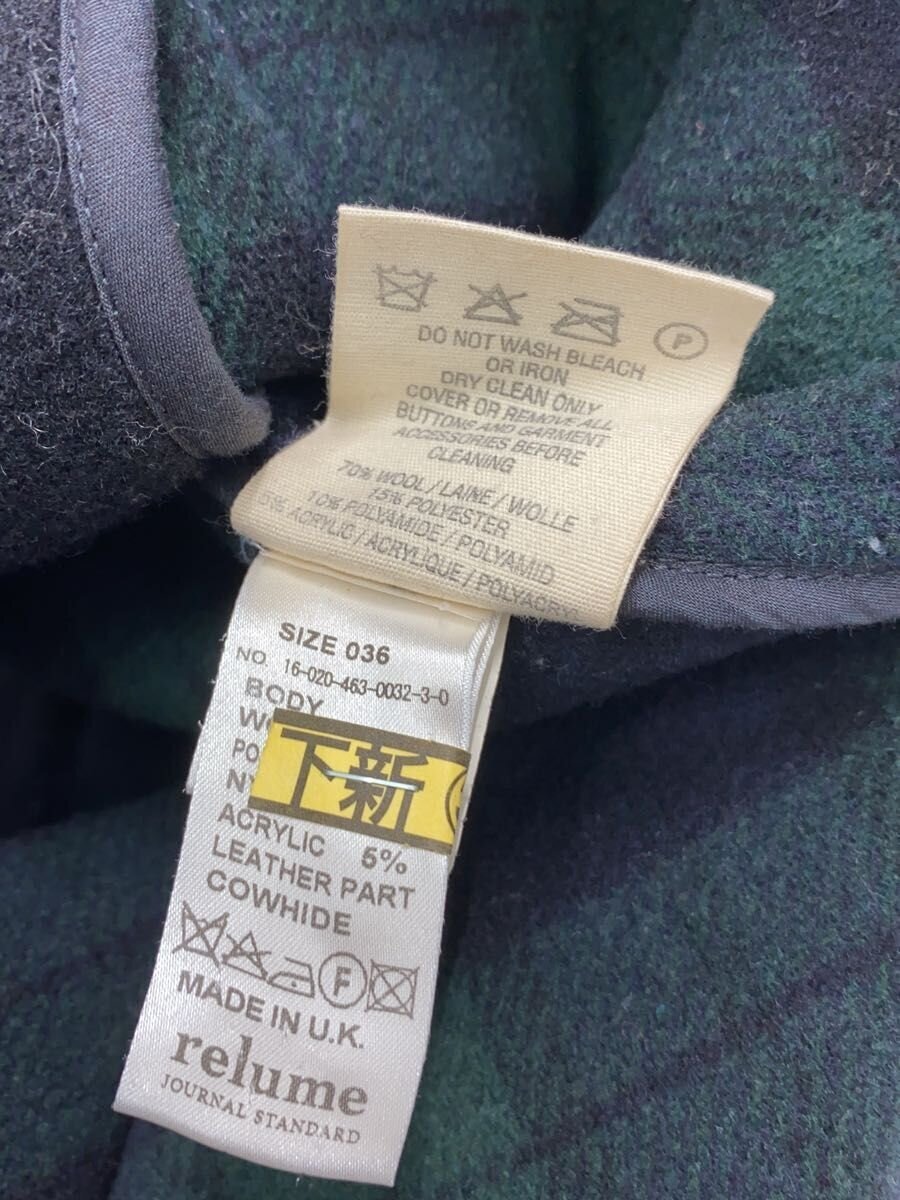 P
DO NOT WASH BLEACH
OR IRON
DRY CLEAN ONLY
COVER OR REMOVE ALL
BUTTONS AND GARMENT
ACCESSORIES BEFORE
CLEANING
70% WOOL / LAINE / WOLLE
15% POLYESTER
10% POLYAMIDE / POLYAMID
5% ACRYLIC / ACRYLIQUE / POLYACRY
SIZE 036
NO. 16-020-463-0032-3-0
BODY
下新
ACRYLIC 5%
LEATHER PART
COWHIDE
F
MADE IN U.K.
relume
JOURNAL STANDARD